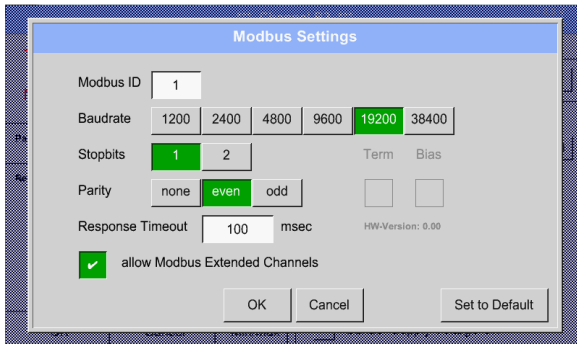 Modbus Settings
Modbus ID 1
Baudrate 1200 2400 4800 9600 19200 38400
Stopbits 1 2 Term Bias
Parity none even odd
Response Timeout 100 msec HW-Version: 0.00
allow Modbus Extended Channels
OK Cancel Set to Default